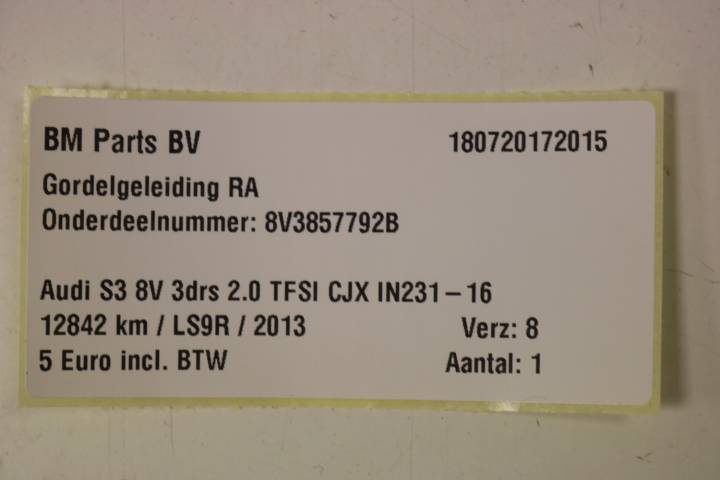 BM Parts BV 180720172015
Gordelgeleiding RA
Onderdeelnummer: 8V3857792B
Audi S3 8V 3drs 2.0 TFSI CJX IN231-16
12842 km / LS9R / 2013 Verz: 8
5 Euro incl. BTW Aantal: 1